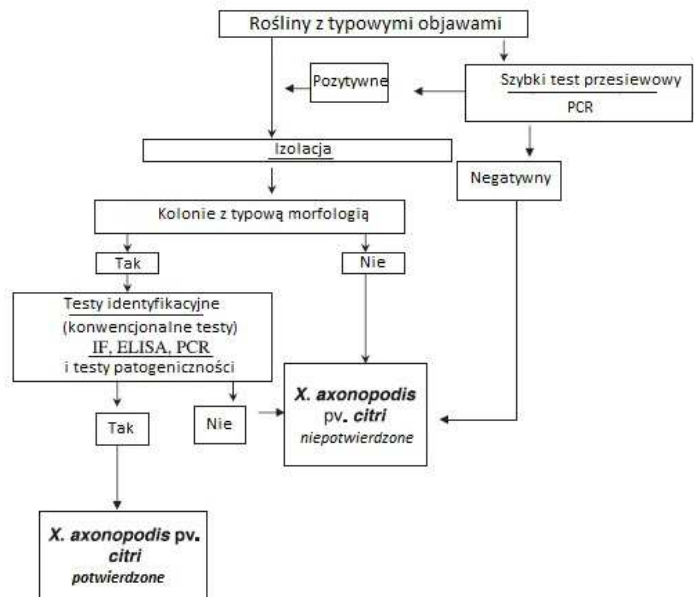 Rośliny z typowymi objawami
Szybki test przesiewowy
PCR
Pozytywne
Izolacja
Negatywny
Kolonie z typową morfologią
Tak
Nie
Testy identyfikacyjne
(konwencjonalne testy)
IF, ELISA, PCR
i testy patogeniczności
X. axonopodis
pv. citri
niepotwierdzone
Tak
Nie
X. axonopodis pv.
citri
potwierdzone